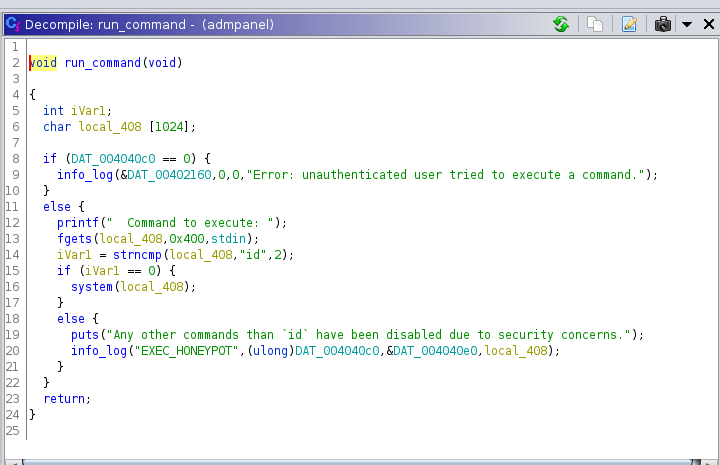 Decompile: run_command - (admpanel)
1
2 void run_command(void)
3
4 {
5   int iVar1;
6   char local_408 [1024];
7
8   if (DAT_004040c0 == 0) {
9     info_log(&DAT_00402160,0,0,"Error: unauthenticated user tried to execute a command.");
10   }
11   else {
12     printf("  Command to execute: ");
13     fgets(local_408,0x400,stdin);
14     iVar1 = strncmp(local_408,"id",2);
15     if (iVar1 == 0) {
16       system(local_408);
17     }
18     else {
19       puts("Any other commands than `id` have been disabled due to security concerns.");
20       info_log("EXEC_HONEYPOT",(ulong)DAT_004040c0,&DAT_004040e0,local_408);
21     }
22   }
23   return;
24 }
25